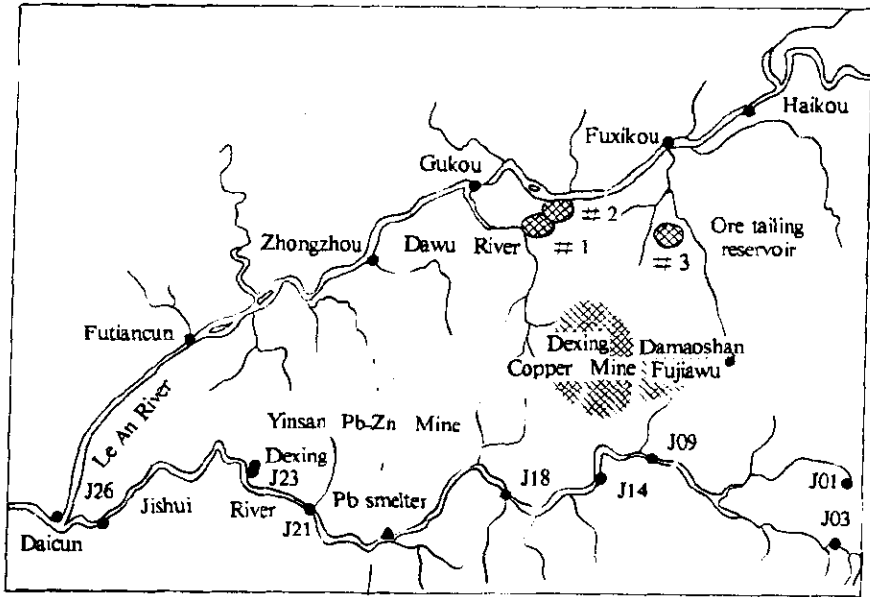 Haikou
Fuxikou
Gukou
# 2
# 1
# 3
Ore tailing
reservoir
Zhongzhou
Dawu River
Futiancun
Dexing
Copper Mine
Damaoshan
Fujiawu
Le An River
Yinsan Pb-Zn Mine
Dexing
J23
J09
J01
J26
Jishui River
J21
Pb smelter
J18
J14
J03
Daicun